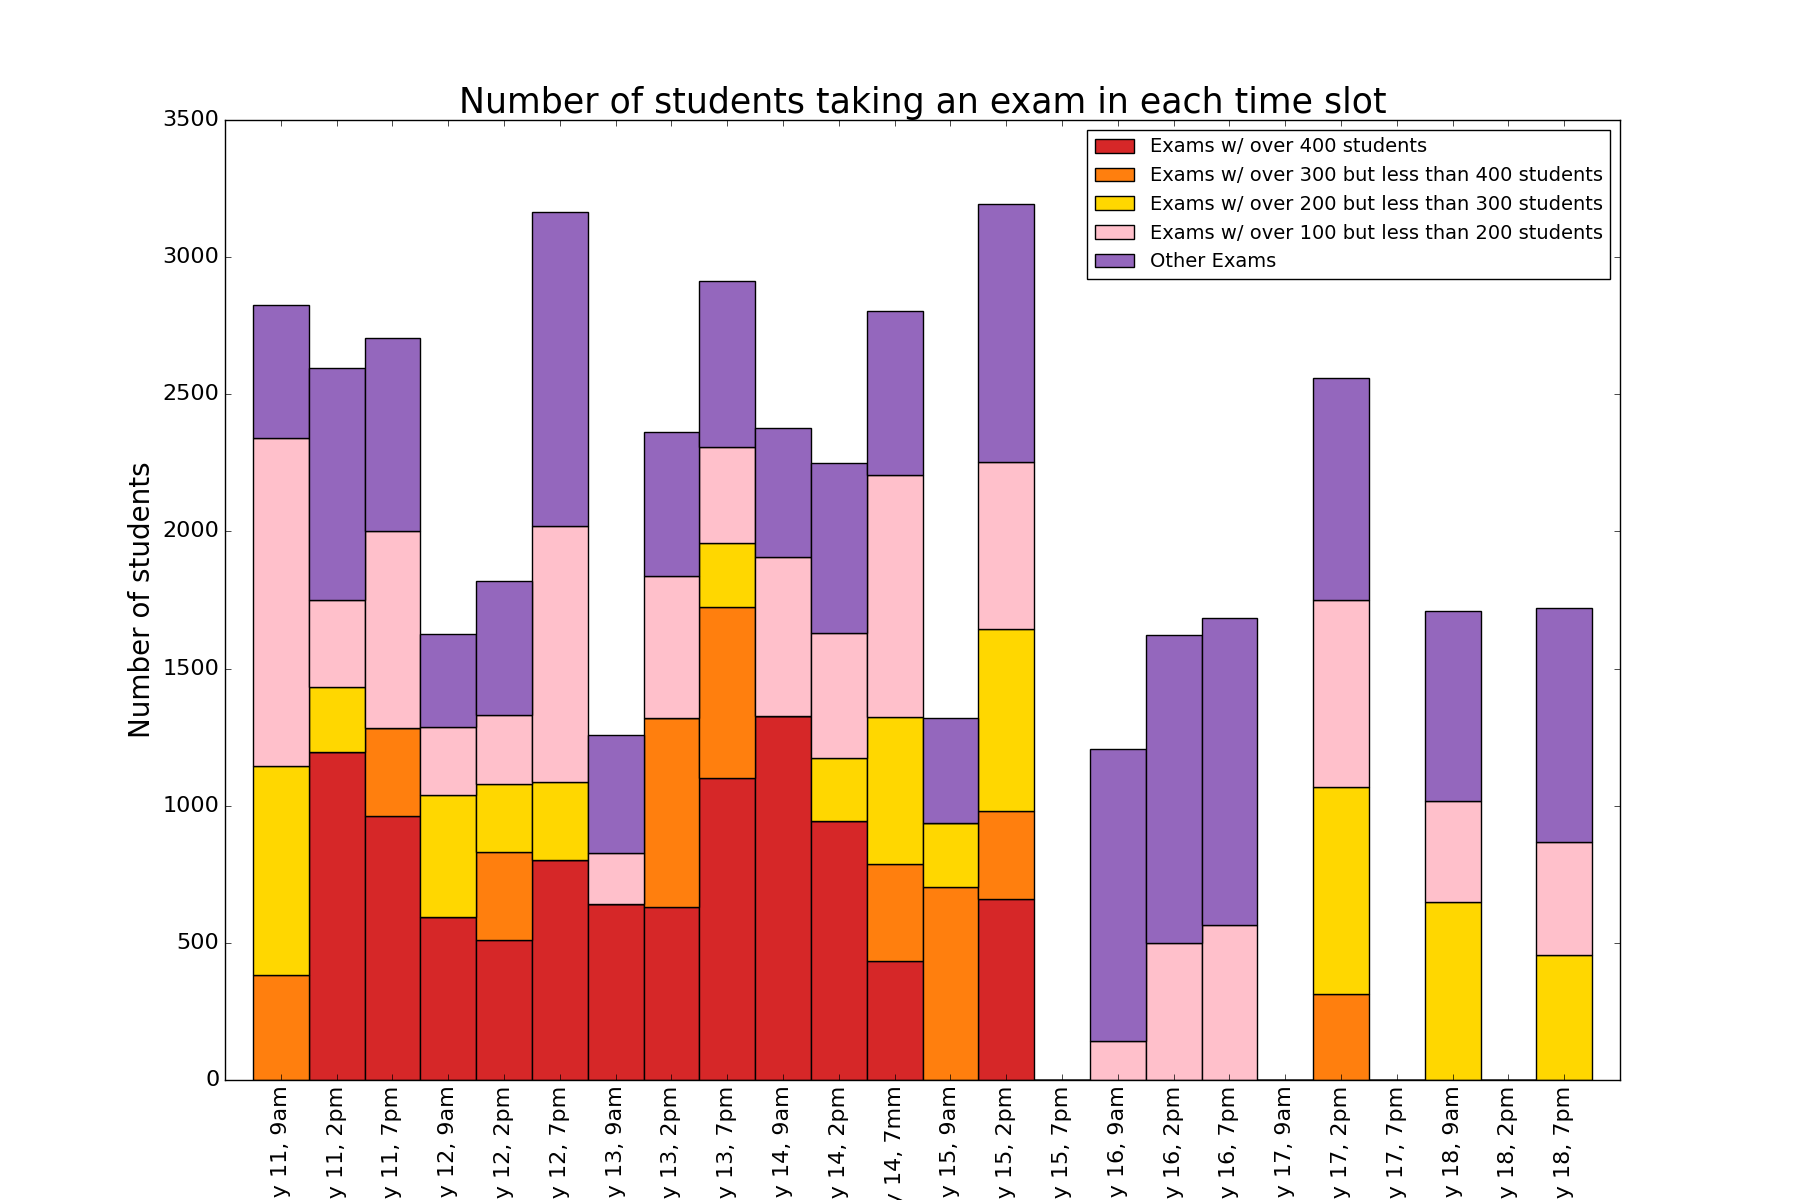 Number of students taking an exam in each time slot
Exams w/ over 400 students
Exams w/ over 300 but less than 400 students
Exams w/ over 200 but less than 300 students
Exams w/ over 100 but less than 200 students
Other Exams
Number of students
3500
3000
2500
2000
1500
1000
500
0
y 11, 9am
y 11, 2pm
y 11, 7pm
y 12, 9am
y 12, 2pm
y 12, 7pm
y 13, 9am
y 13, 2pm
y 13, 7pm
y 14, 9am
y 14, 2pm
y 14, 7mm
y 15, 9am
y 15, 2pm
y 15, 7pm
y 16, 9am
y 16, 2pm
y 16, 7pm
y 17, 9am
y 17, 2pm
y 17, 7pm
y 18, 9am
y 18, 2pm
y 18, 7pm